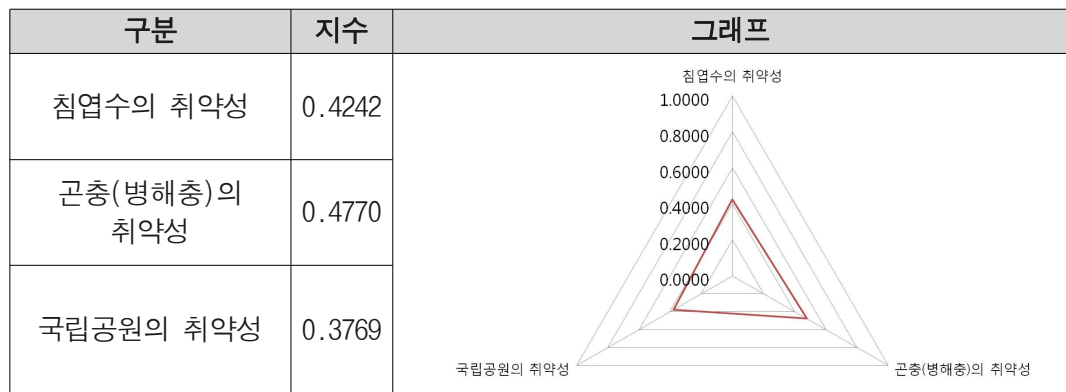 구분 지수 그래프
침엽수의 취약성 0.4242
곤충(병해충)의
취약성
0.4770
국립공원의 취약성 0.3769
침엽수의 취약성
1.0000
0.8000
0.6000
0.4000
0.2000
0.0000
국립공원의 취약성 곤충(병해충)의 취약성